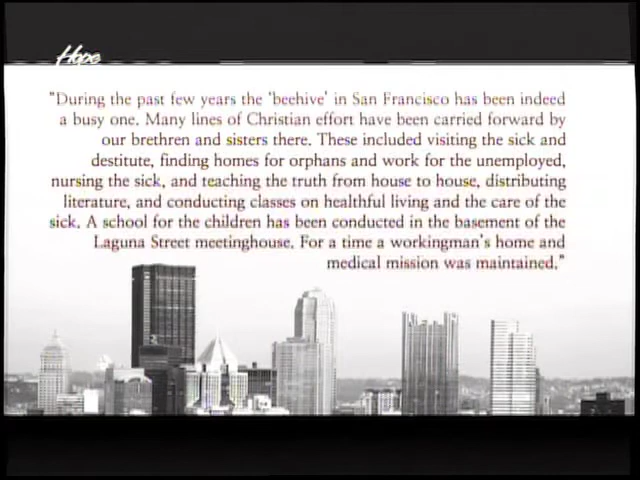 Hope
"During the past few years the 'beehive' in San Francisco has been indeed
a busy one. Many lines of Christian effort have been carried forward by
our brethren and sisters there. These included visiting the sick and
destitute, finding homes for orphans and work for the unemployed,
nursing the sick, and teaching the truth from house to house, distributing
literature, and conducting classes on healthful living and the care of the
sick. A school for the children has been conducted in the basement of the
Laguna Street meetinghouse. For a time a workingman's home and
medical mission was maintained."